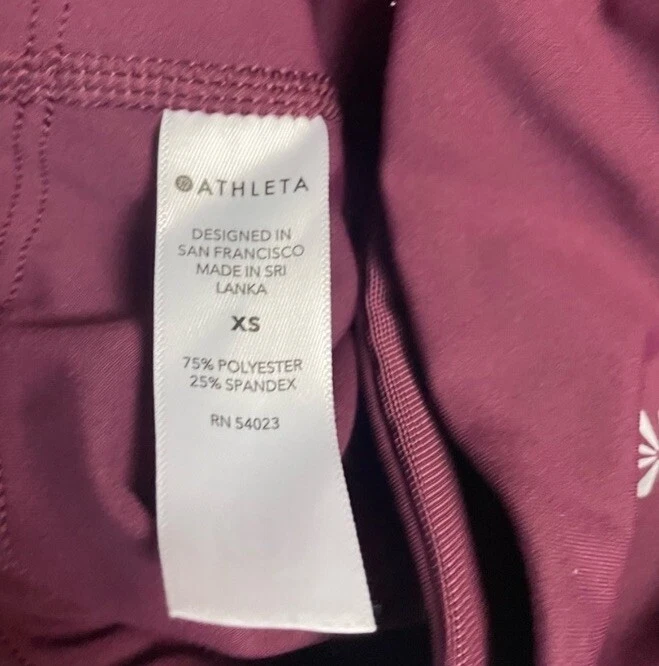 ATHLETA
DESIGNED IN
SAN FRANCISCO
MADE IN SRI
LANKA
XS
75% POLYESTER
25% SPANDEX
RN 54023